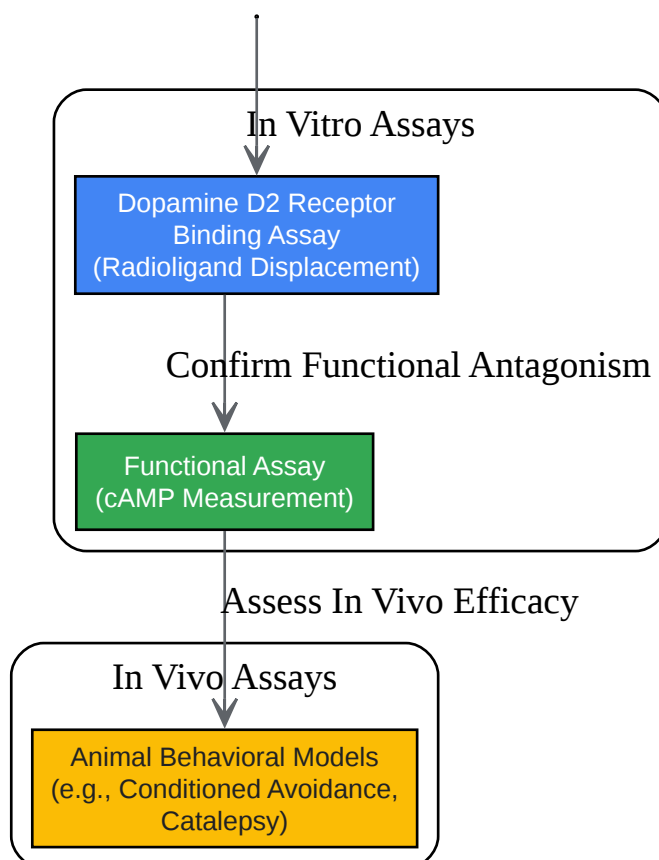 In Vitro Assays
Dopamine D2 Receptor
Binding Assay
(Radioligand Displacement)
Confirm Functional Antagonism
Functional Assay
(cAMP Measurement)
Assess In Vivo Efficacy
In Vivo Assays
Animal Behavioral Models
(e.g., Conditioned Avoidance,
Catalepsy)